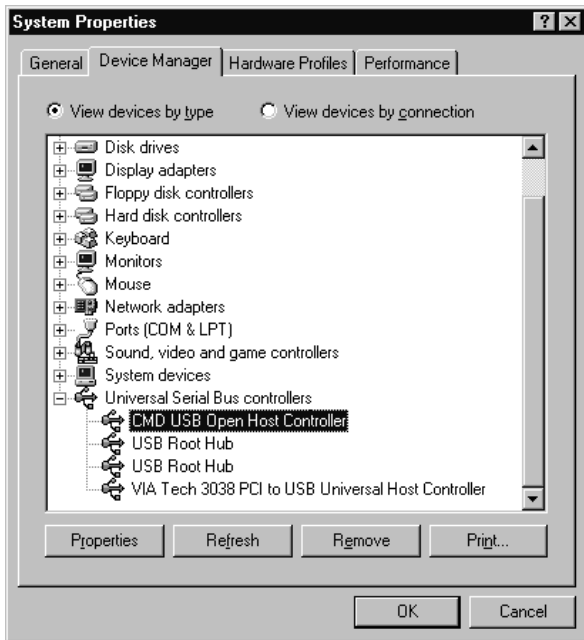 System Properties
General Device Manager Hardware Profiles Performance
View devices by type View devices by connection
Disk drives
Display adapters
Floppy disk controllers
Hard disk controllers
Keyboard
Monitors
Mouse
Network adapters
Ports (COM & LPT)
Sound, video and game controllers
System devices
Universal Serial Bus controllers
CMD USB Open Host Controller
USB Root Hub
USB Root Hub
VIA Tech 3038 PCI to USB Universal Host Controller
Properties Refresh Remove Print...
OK Cancel